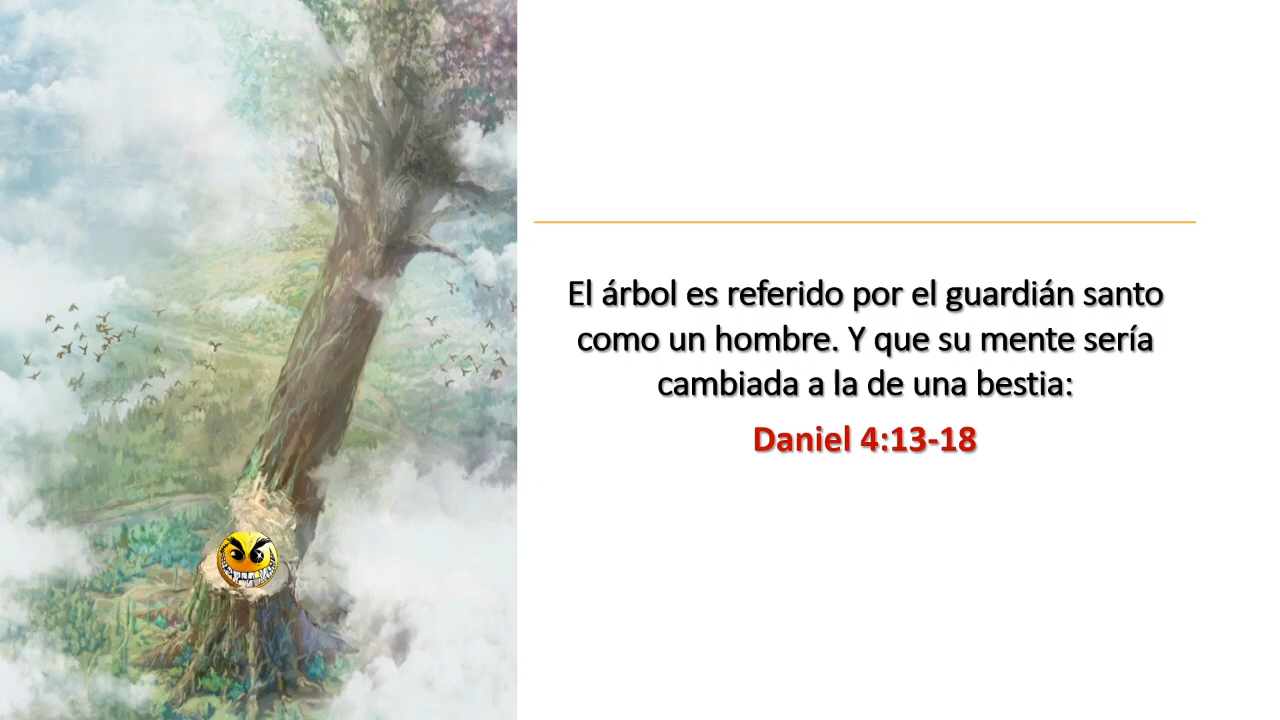 El árbol es referido por el guardián santo
como un hombre. Y que su mente sería
cambiada a la de una bestia:
Daniel 4:13-18